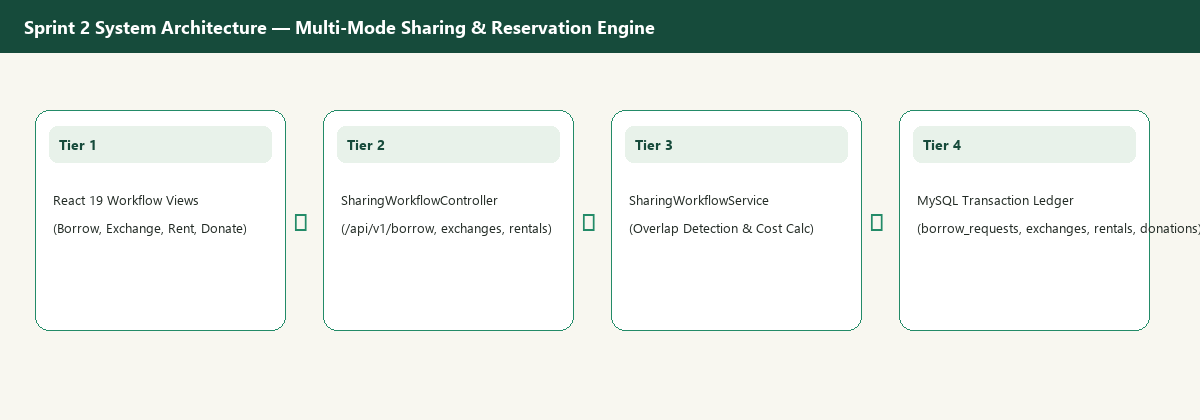 Sprint 2 System Architecture — Multi-Mode Sharing & Reservation Engine
Tier 1
React 19 Workflow Views
(Borrow, Exchange, Rent, Donate)
Tier 2
SharingWorkflowController
(/api/v1/borrow, exchanges, rentals)
Tier 3
SharingWorkflowService
(Overlap Detection & Cost Calc)
Tier 4
MySQL Transaction Ledger
(borrow_requests, exchanges, rentals, donations)